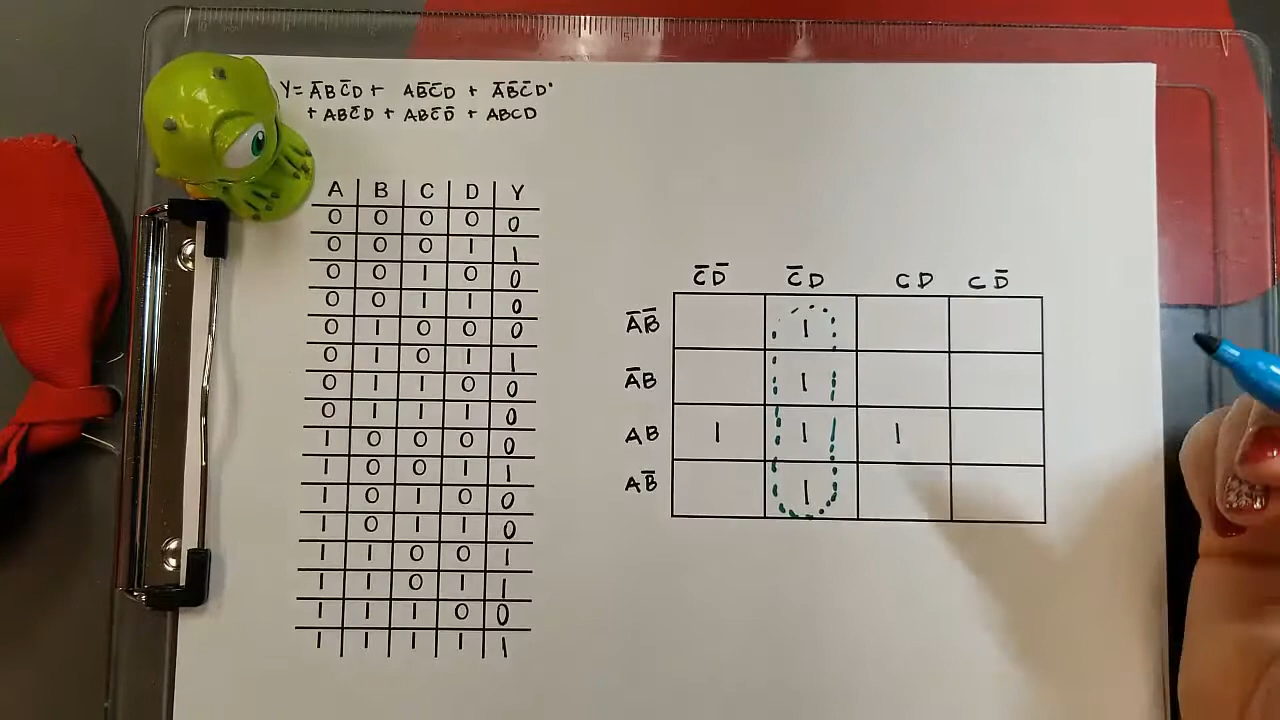 Y = A̅BC̅D + AB̅C̅D + A̅B̅C̅D
+ ABC̅D + ABC̅D̅ + ABCD
A B C D Y
0 0 0 0 0
0 0 0 1 1
0 0 1 0 0
0 0 1 1 0
0 1 0 0 0
0 1 0 1 1
0 1 1 0 0
0 1 1 1 0
1 0 0 0 0
1 0 0 1 1
1 0 1 0 0
1 0 1 1 0
1 1 0 0 1
1 1 0 1 1
1 1 1 0 0
1 1 1 1 1
C̅D̅ C̅D CD CD̅
A̅B̅ 1
A̅B 1
AB 1 1 1
AB̅ 1